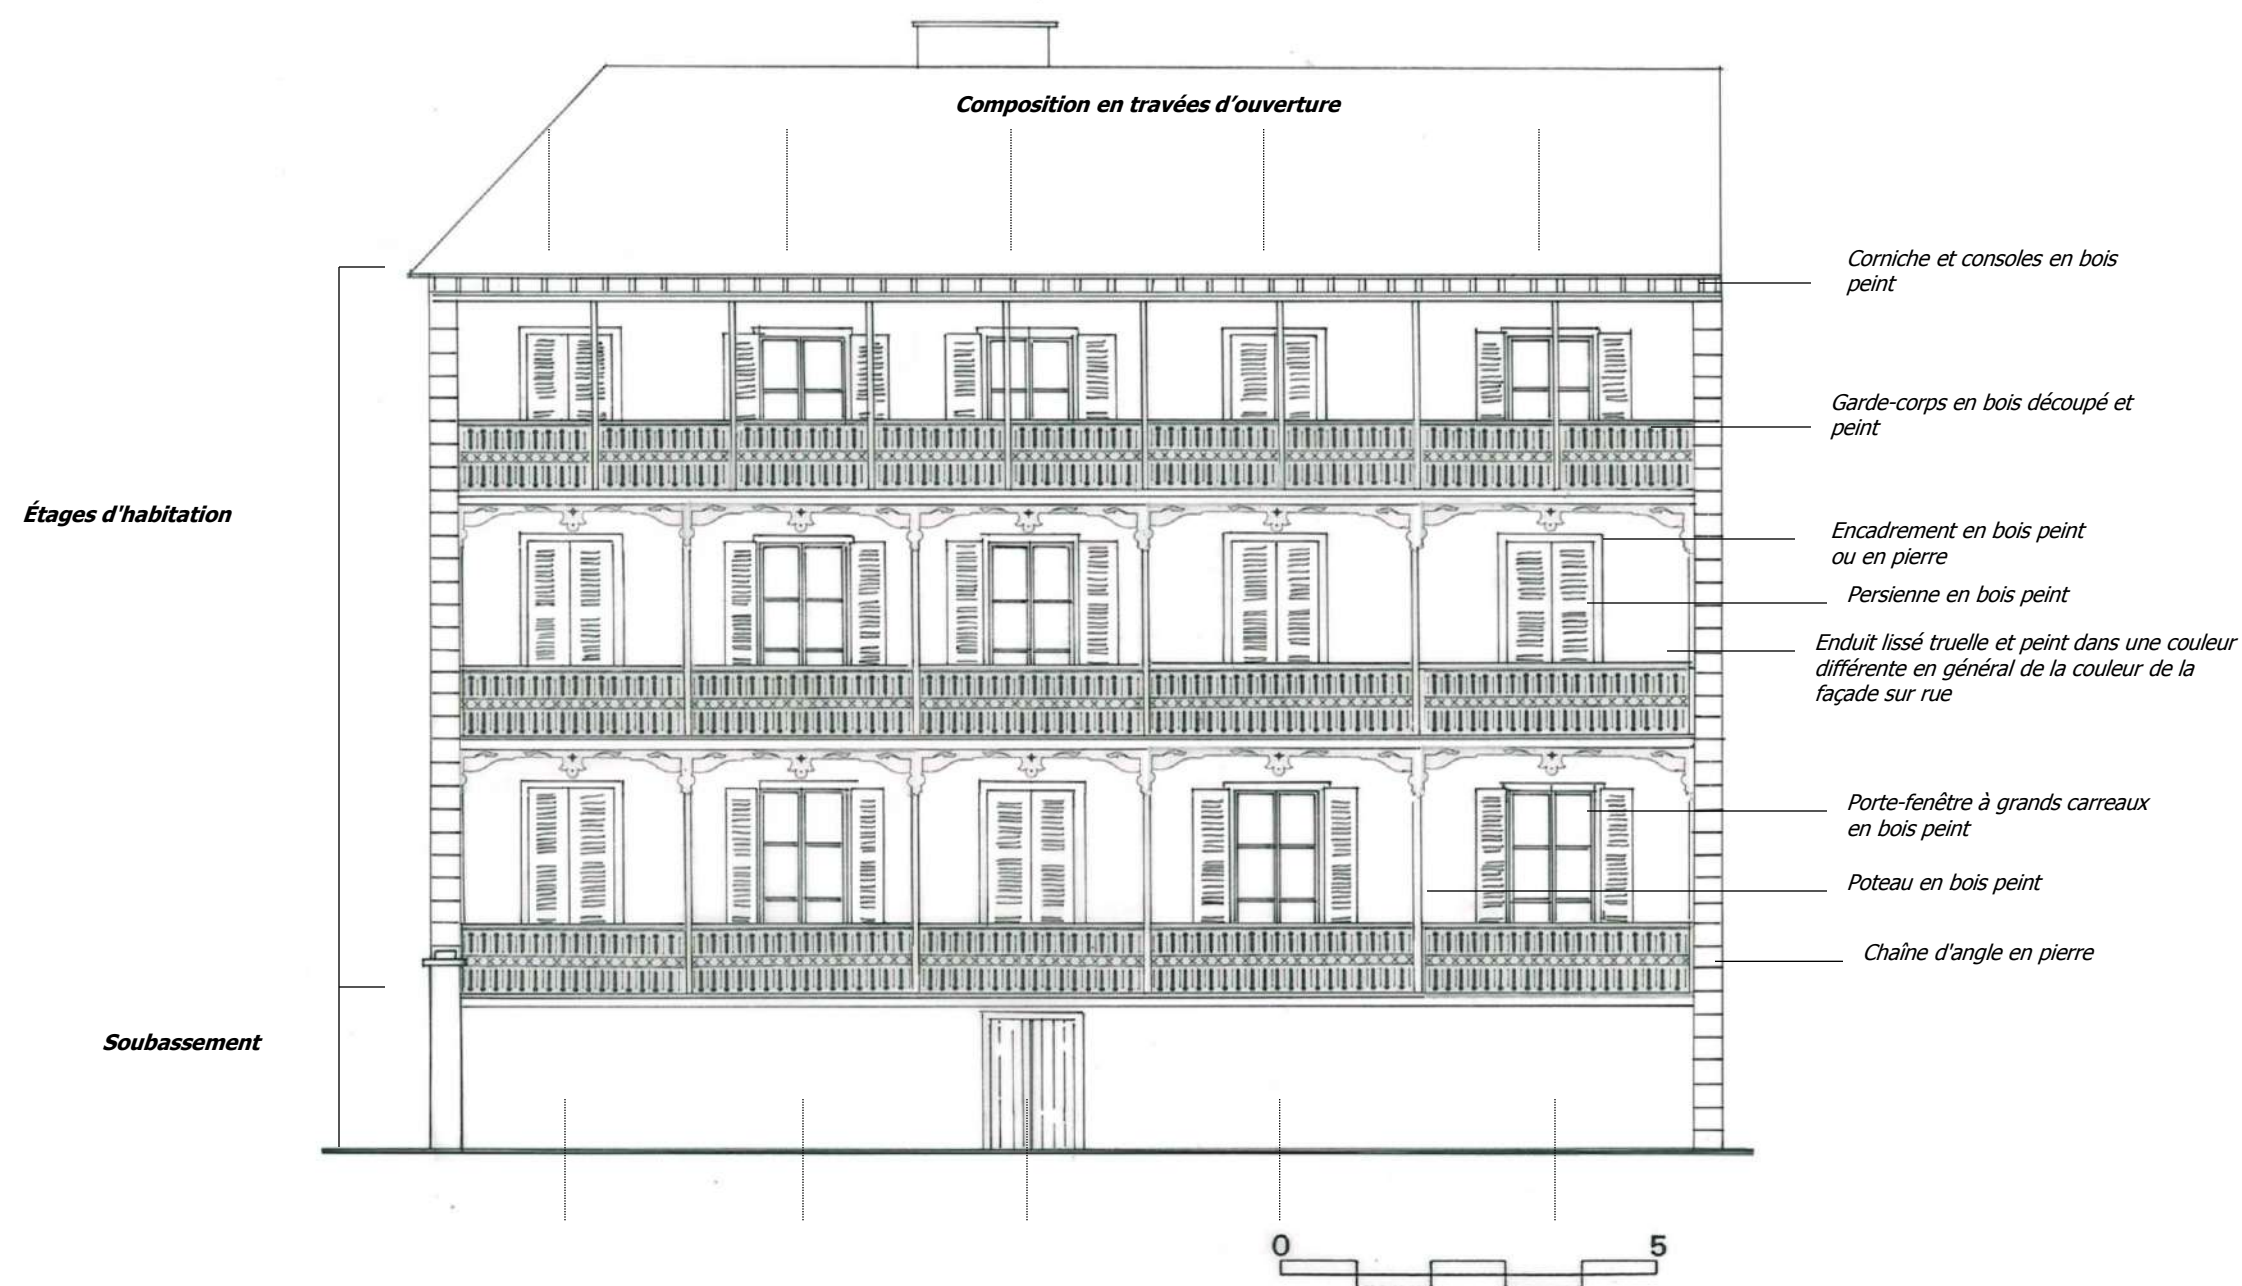 Composition en travées d’ouverture
Corniche et consoles en bois
peint
Garde-corps en bois découpé et
peint
Étages d'habitation
Encadrement en bois peint
ou en pierre
Persienne en bois peint
Enduit lissé truelle et peint dans une couleur
différente en général de la couleur de la
façade sur rue
Porte-fenêtre à grands carreaux
en bois peint
Poteau en bois peint
Chaîne d'angle en pierre
Soubassement
0 5